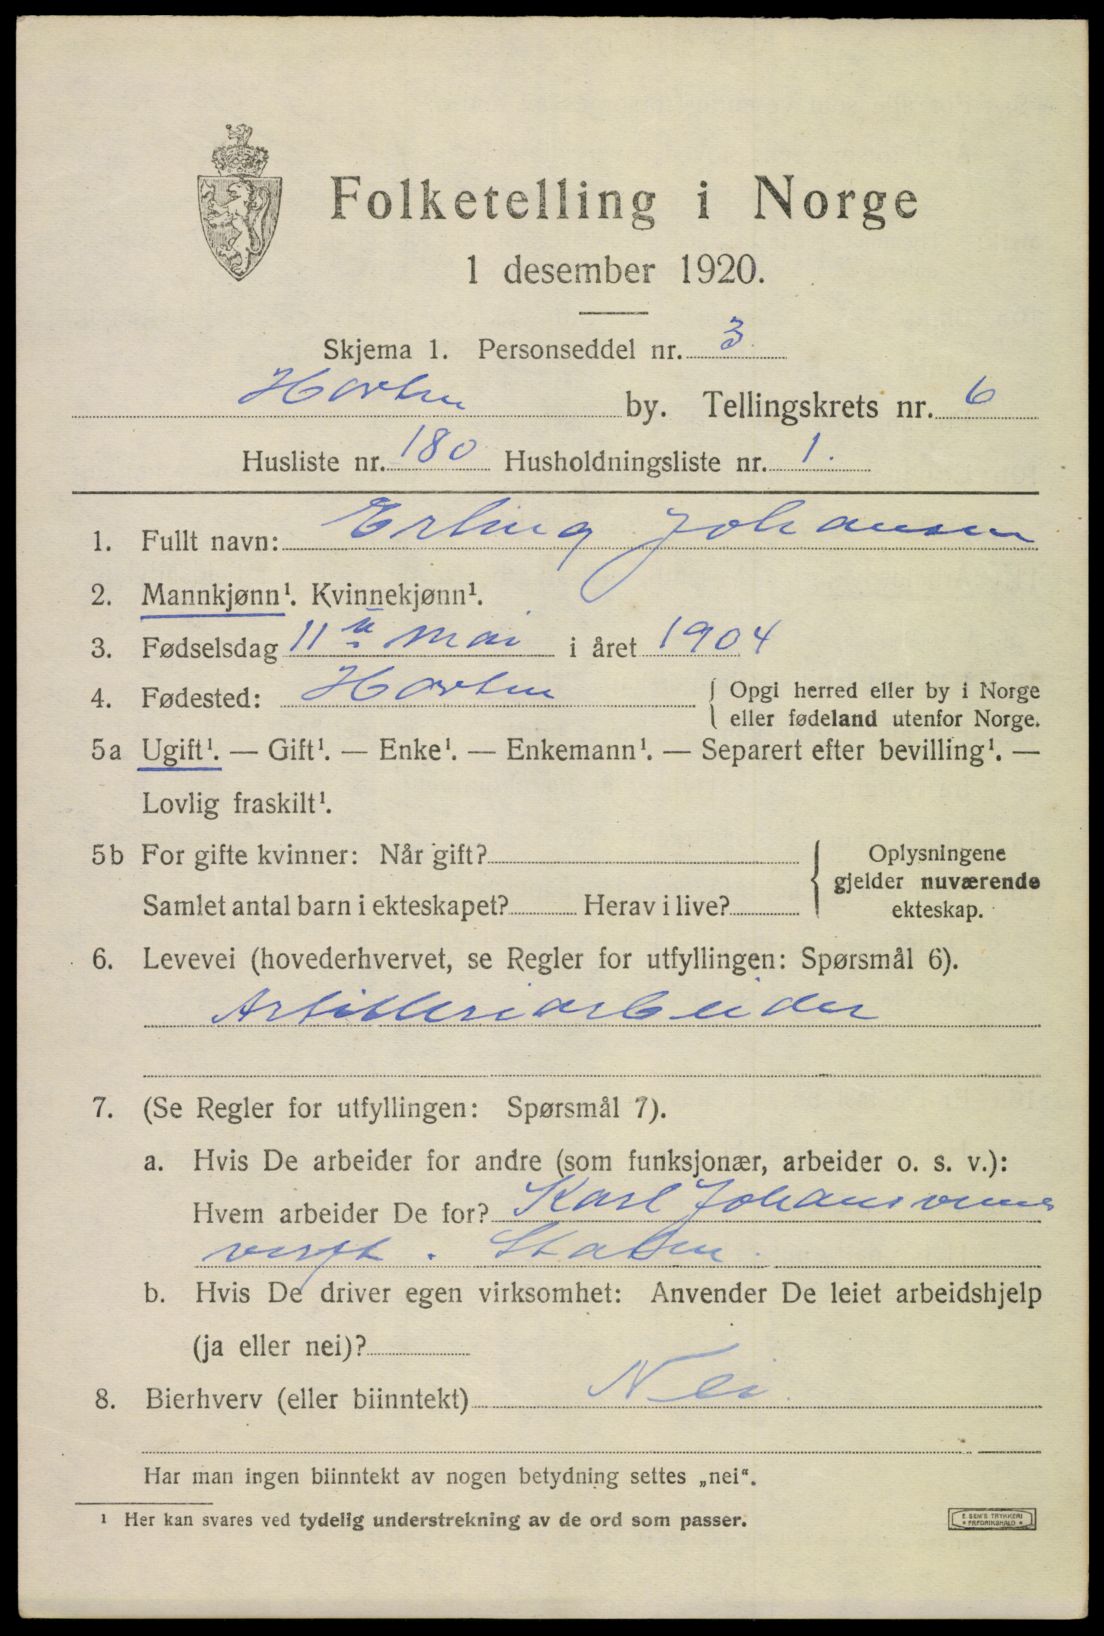 Folketelling i Norge
1 desember 1920.
Skjema 1. Personseddel nr. 3
Horten by. Tellingskrets nr. 6
Husliste nr. 180 Husholdningsliste nr. 1.
1. Fullt navn: Erling Johansen
2. Mannkjønn¹. Kvinnekjønn¹.
3. Fødselsdag 11 mai i året 1904
4. Fødested: Horten { Opgi herred eller by i Norge
eller fødeland utenfor Norge.
5a Ugift¹. — Gift¹. — Enke¹. — Enkemann¹. — Separert efter bevilling¹. —
Lovlig fraskilt¹.
5b For gifte kvinner: Når gift?
Samlet antal barn i ekteskapet? Herav i live?
Oplysningene
gjelder nuværende
ekteskap.
6. Levevei (hovederhvervet, se Regler for utfyllingen: Spørsmål 6).
Artilleriarbeider
7. (Se Regler for utfyllingen: Spørsmål 7).
a. Hvis De arbeider for andre (som funksjonær, arbeider o. s. v.):
Hvem arbeider De for? Karl Johansverns
verft. Staten.
b. Hvis De driver egen virksomhet: Anvender De leiet arbeidshjelp
(ja eller nei)?
8. Bierhverv (eller biinntekt) Nei.
Har man ingen biinntekt av nogen betydning settes „nei“.
¹ Her kan svares ved tydelig understrekning av de ord som passer.
E. SEM'S TRYKKERI
• FREDRIKSHALD •